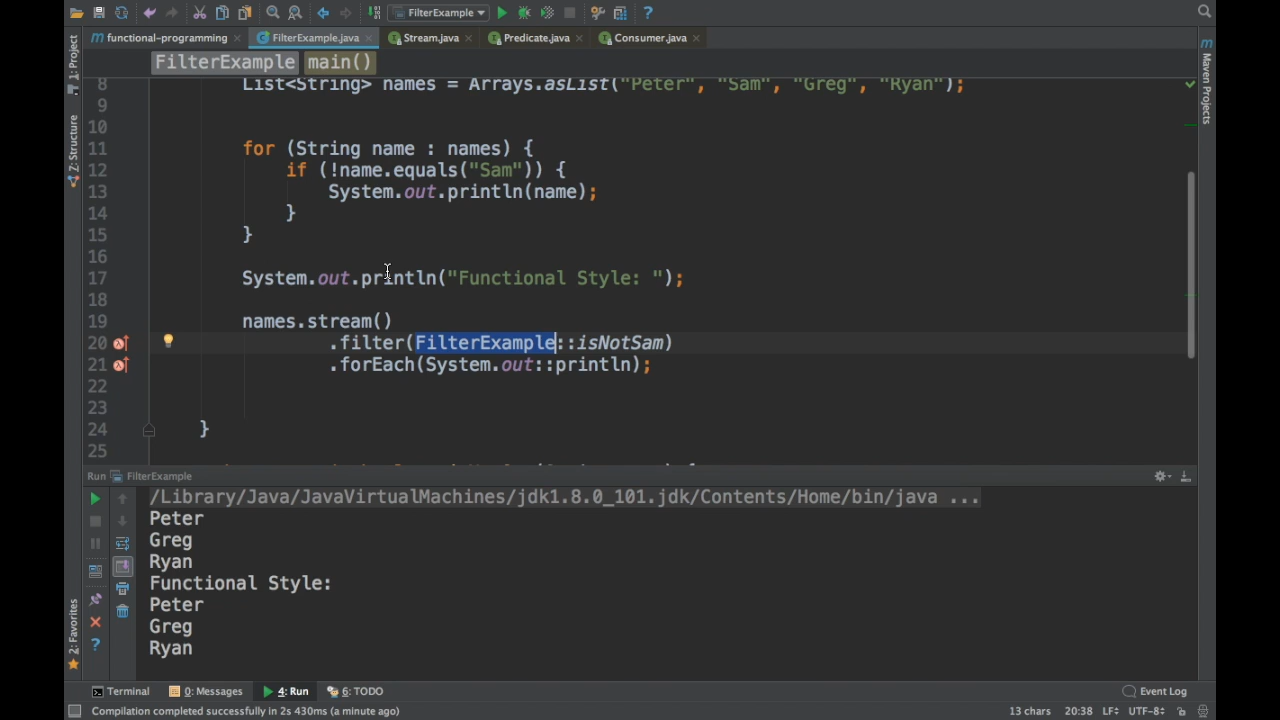 FilterExample
functional-programming FilterExample.java Stream.java Predicate.java Consumer.java
FilterExample main()
1: Project
Z: Structure
2: Favorites
Maven Projects
8 List<String> names = Arrays.asList("Peter", "Sam", "Greg", "Ryan");
9
10
11 for (String name : names) {
12 if (!name.equals("Sam")) {
13 System.out.println(name);
14 }
15 }
16
17 System.out.println("Functional Style: ");
18
19 names.stream()
20 .filter(FilterExample::isNotSam)
21 .forEach(System.out::println);
22
23
24 }
25
Run FilterExample
/Library/Java/JavaVirtualMachines/jdk1.8.0_101.jdk/Contents/Home/bin/java ...
Peter
Greg
Ryan
Functional Style:
Peter
Greg
Ryan
Terminal 0: Messages 4: Run 6: TODO Event Log
Compilation completed successfully in 2s 430ms (a minute ago) 13 chars 20:38 LF UTF-8